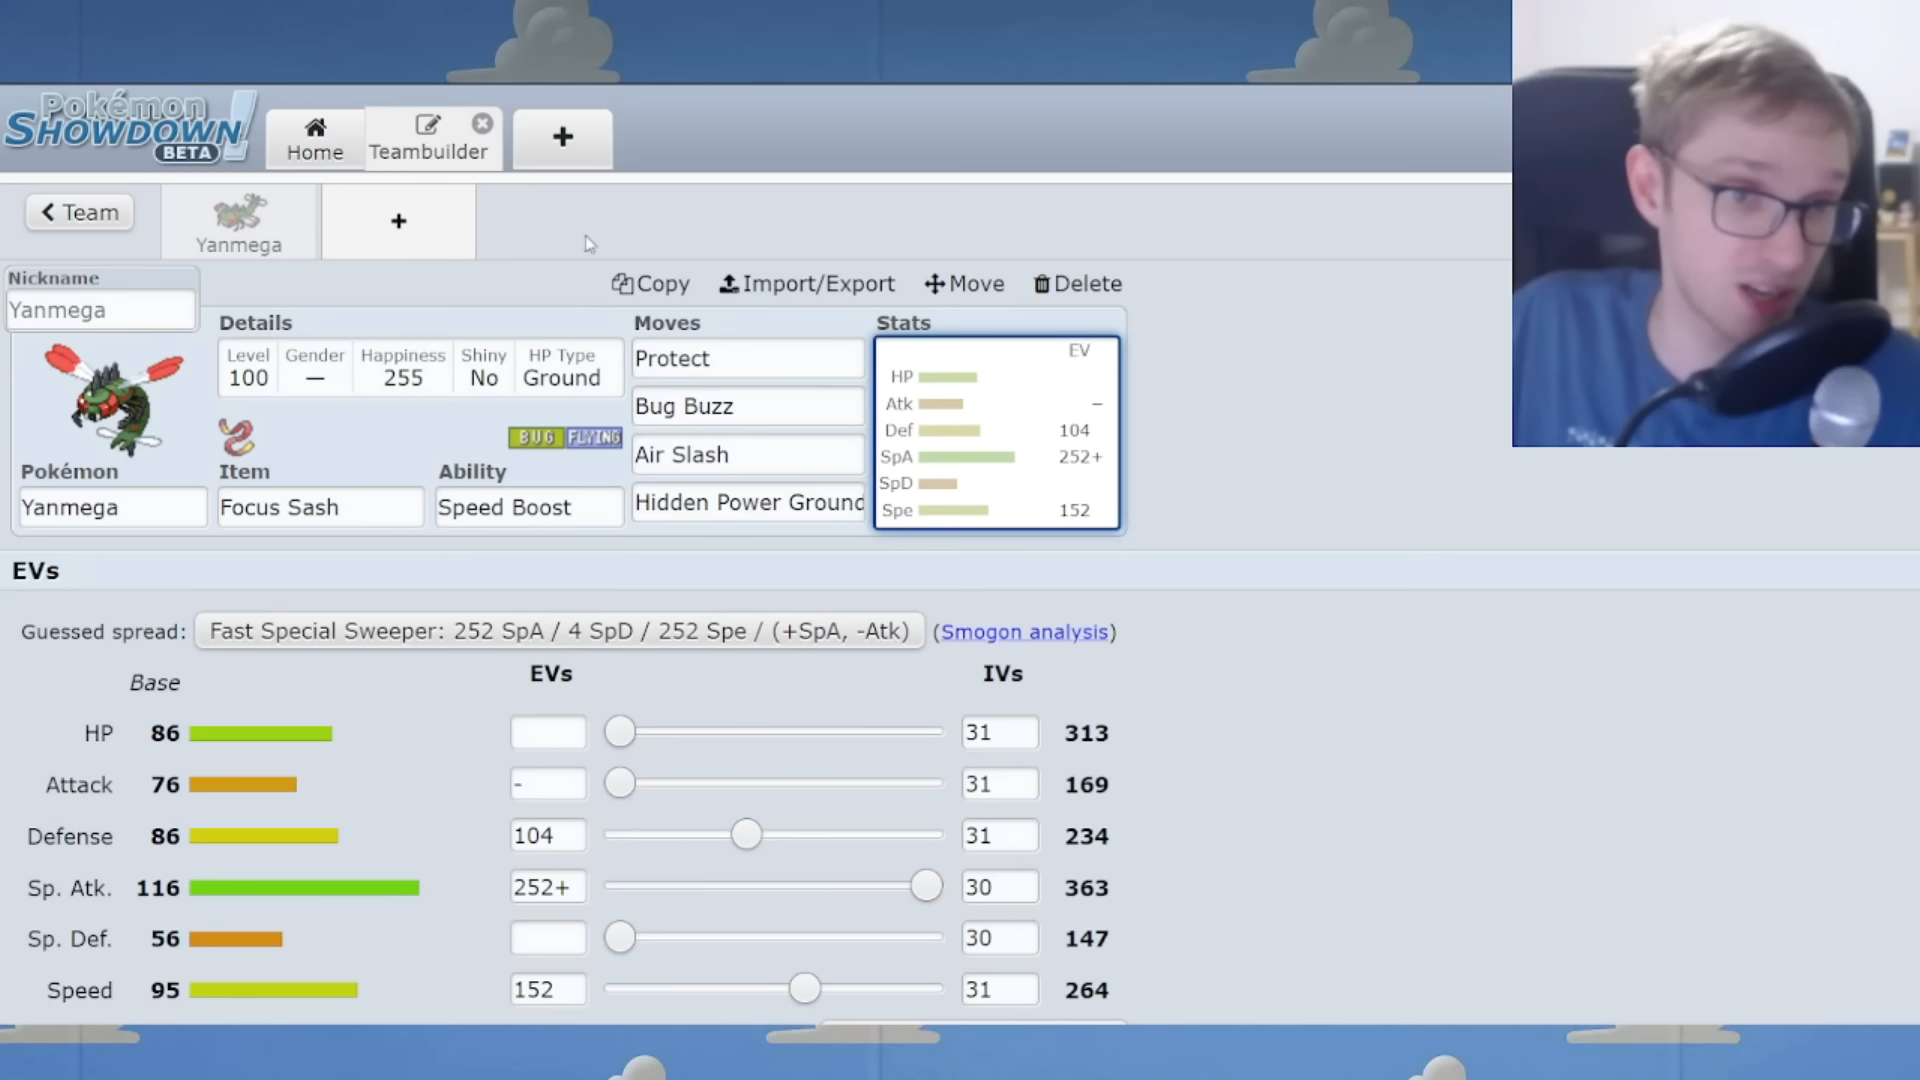 Pokémon
SHOWDOWN!
BETA
Home
Teambuilder
+
Team
Yanmega
+
Copy
Import/Export
Move
Delete
Nickname
Yanmega
Details
Moves
Stats
Level
Gender
Happiness
Shiny
HP Type
100
—
255
No
Ground
Protect
Bug Buzz
Air Slash
Hidden Power Ground
EV
HP
Atk –
Def 104
SpA 252+
SpD
Spe 152
BUG FLYING
Pokémon
Item
Ability
Yanmega
Focus Sash
Speed Boost
EVs
Guessed spread: Fast Special Sweeper: 252 SpA / 4 SpD / 252 Spe / (+SpA, -Atk) (Smogon analysis)
Base EVs IVs
HP 86 31 313
Attack 76 - 31 169
Defense 86 104 31 234
Sp. Atk. 116 252+ 30 363
Sp. Def. 56 30 147
Speed 95 152 31 264